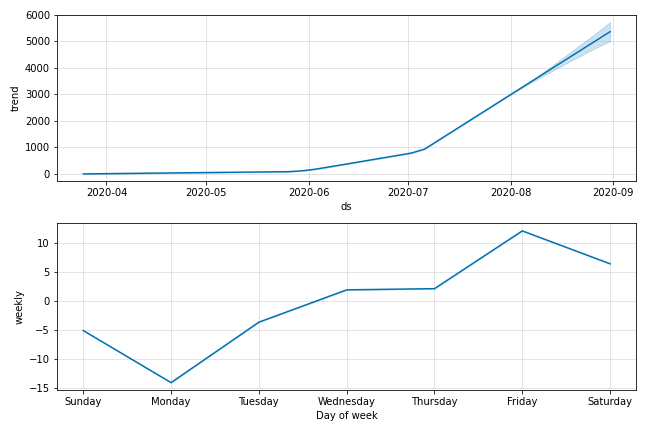 6000
5000
4000
3000
2000
1000
0
trend
2020-04 2020-05 2020-06 2020-07 2020-08 2020-09
ds
10
5
0
−5
−10
−15
weekly
Sunday Monday Tuesday Wednesday Thursday Friday Saturday
Day of week